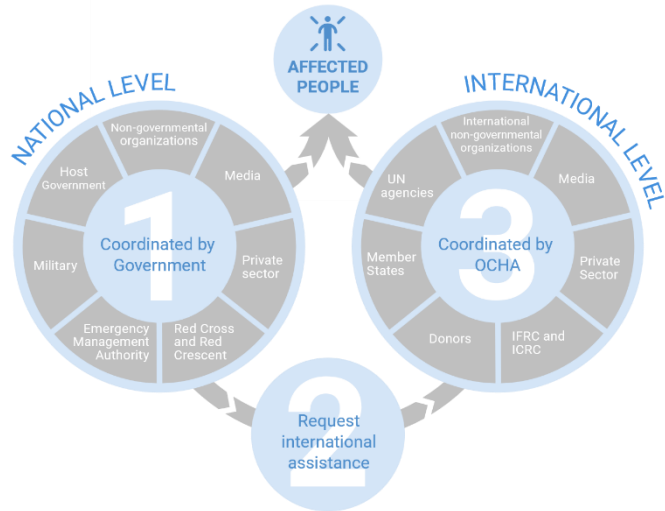 AFFECTED
PEOPLE
NATIONAL LEVEL
Non-governmental
organizations
Host
Government
Media
Military
Private
sector
Emergency
Management
Authority
Red Cross
and Red
Crescent
1
Coordinated by
Government
2
Request
international
assistance
INTERNATIONAL LEVEL
International
non-governmental
organizations
UN
agencies
Media
Member
States
Private
Sector
Donors
IFRC and
ICRC
3
Coordinated by
OCHA